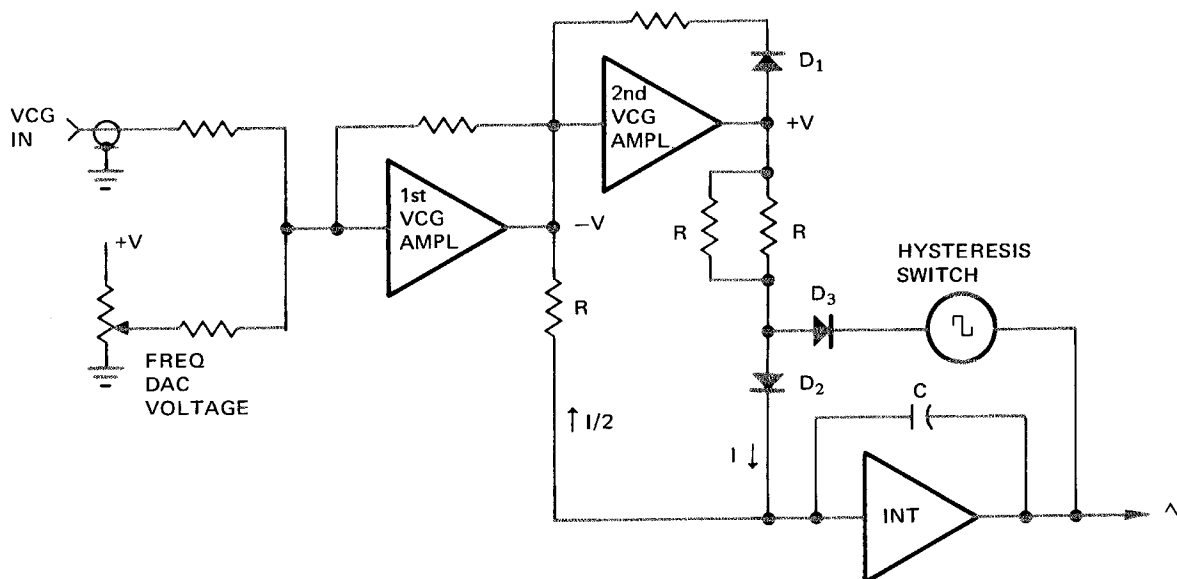 VCG
IN
+V
FREQ
DAC
VOLTAGE
1st
VCG
AMPL
−V
R
I/2
2nd
VCG
AMPL
D1
+V
R
R
D3
D2
I
HYSTERESIS
SWITCH
C
INT